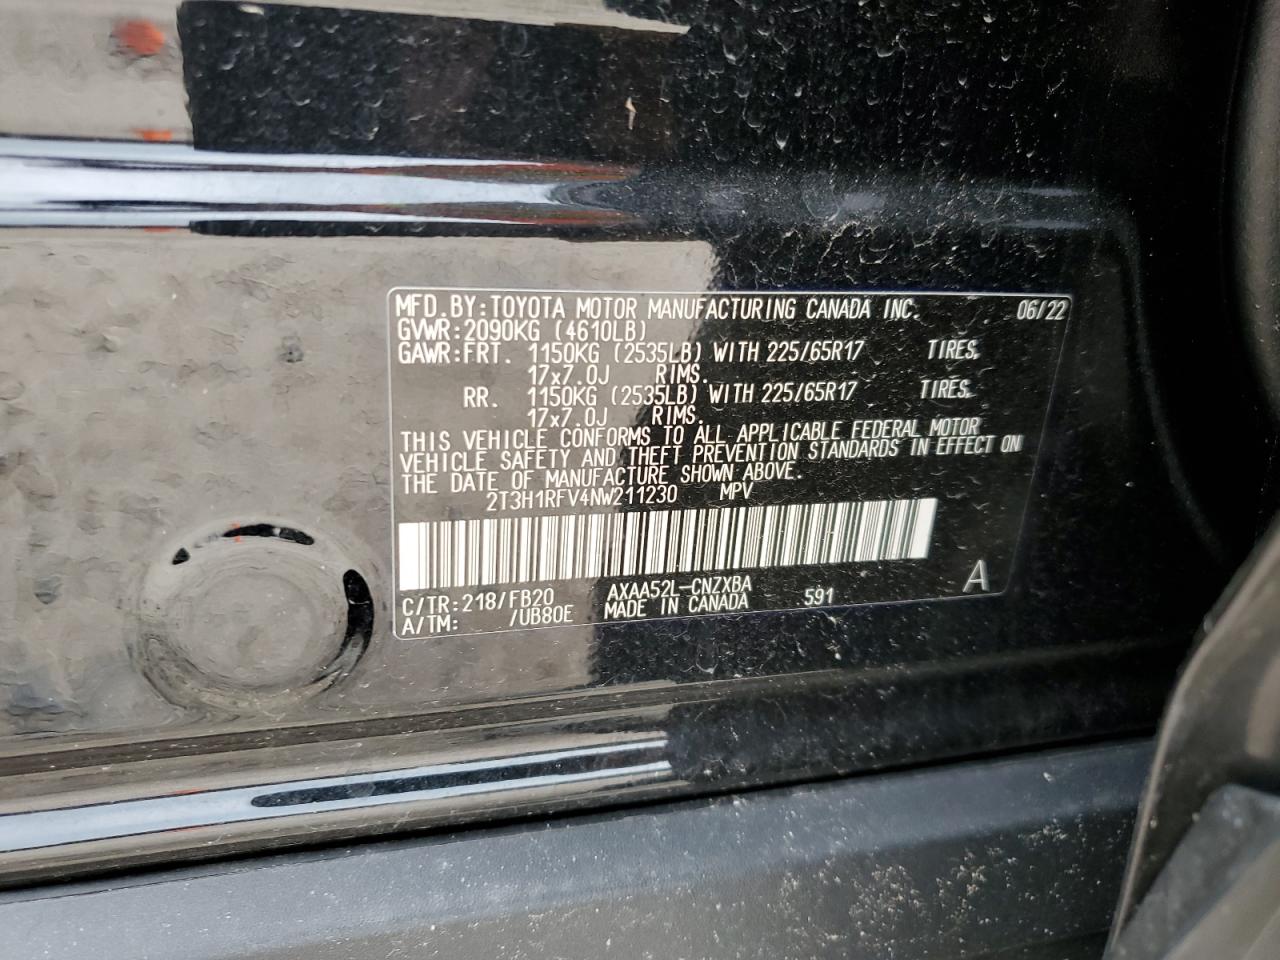 MFD.BY:TOYOTA MOTOR MANUFACTURING CANADA INC. 06/22
GVWR:2090KG (4610LB)
GAWR:FRT. 1150KG (2535LB) WITH 225/65R17 TIRES,
17x7.0J RIMS.
RR. 1150KG (2535LB) WITH 225/65R17 TIRES,
17x7.0J RIMS.
THIS VEHICLE CONFORMS TO ALL APPLICABLE FEDERAL MOTOR
VEHICLE SAFETY AND THEFT PREVENTION STANDARDS IN EFFECT ON
THE DATE OF MANUFACTURE SHOWN ABOVE.
2T3H1RFV4NW211230 MPV
C/TR:218/FB20 AXAA52L-CNZXBA 591 A
A/TM: /UB80E MADE IN CANADA